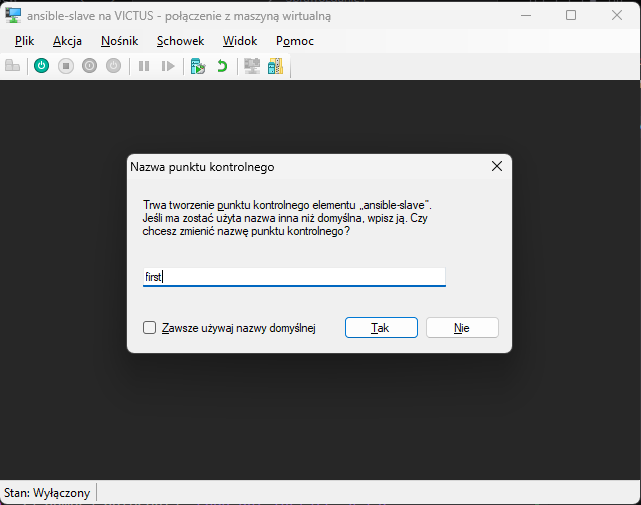 ansible-slave na VICTUS - połączenie z maszyną wirtualną
Plik Akcja Nośnik Schowek Widok Pomoc
Nazwa punktu kontrolnego
Trwa tworzenie punktu kontrolnego elementu „ansible-slave”.
Jeśli ma zostać użyta nazwa inna niż domyślna, wpisz ją. Czy
chcesz zmienić nazwę punktu kontrolnego?
first
Zawsze używaj nazwy domyślnej Tak Nie
Stan: Wyłączony